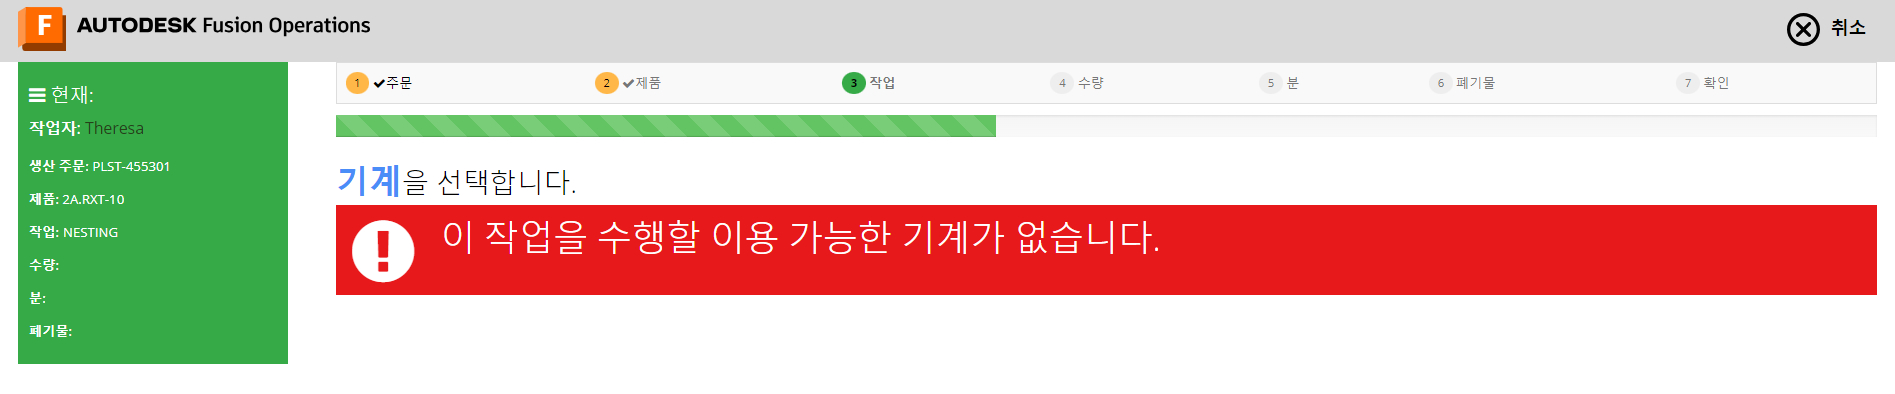 F AUTODESK Fusion Operations
취소
현재:
작업자: Theresa
생산 주문: PLST-455301
제품: 2A.RXT-10
작업: NESTING
수량:
분:
폐기물:
1 주문 2 제품 3 작업 4 수량 5 분 6 폐기물 7 확인
기계을 선택합니다.
이 작업을 수행할 이용 가능한 기계가 없습니다.